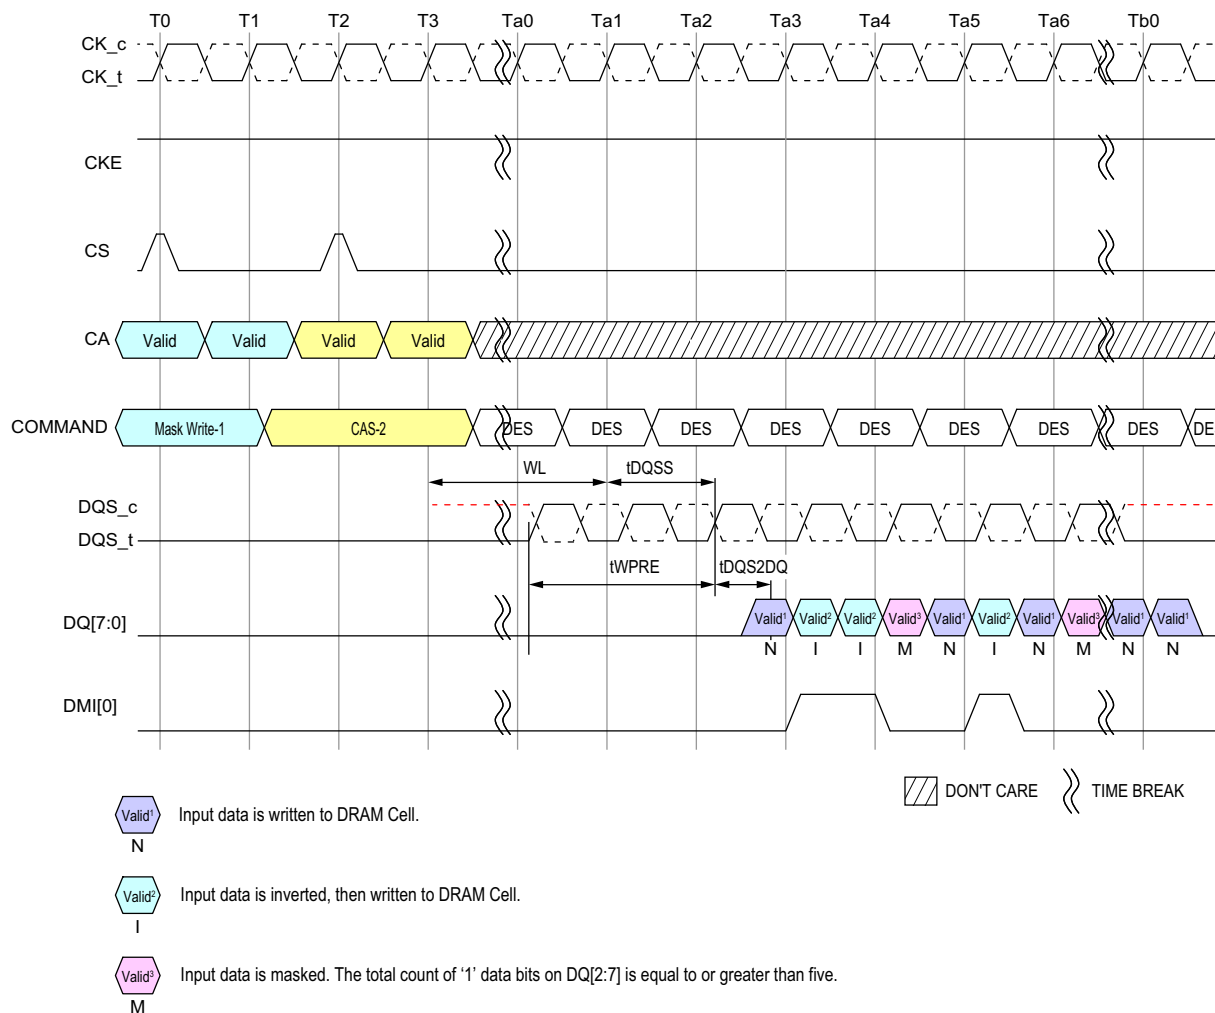 T0 T1 T2 T3 Ta0 Ta1 Ta2 Ta3 Ta4 Ta5 Ta6 Tb0
CK_c
CK_t
CKE
CS
CA Valid Valid Valid Valid
COMMAND Mask Write-1 CAS-2 DES DES DES DES DES DES DES DES DE
WL tDQSS
DQS_c
DQS_t
tWPRE tDQS2DQ
DQ[7:0] Valid¹ Valid² Valid² Valid³ Valid¹ Valid² Valid¹ Valid³ Valid¹ Valid¹
N I I M N I N M N N
DMI[0]
DON'T CARE TIME BREAK
Valid¹ Input data is written to DRAM Cell.
N
Valid² Input data is inverted, then written to DRAM Cell.
I
Valid³ Input data is masked. The total count of ‘1’ data bits on DQ[2:7] is equal to or greater than five.
M